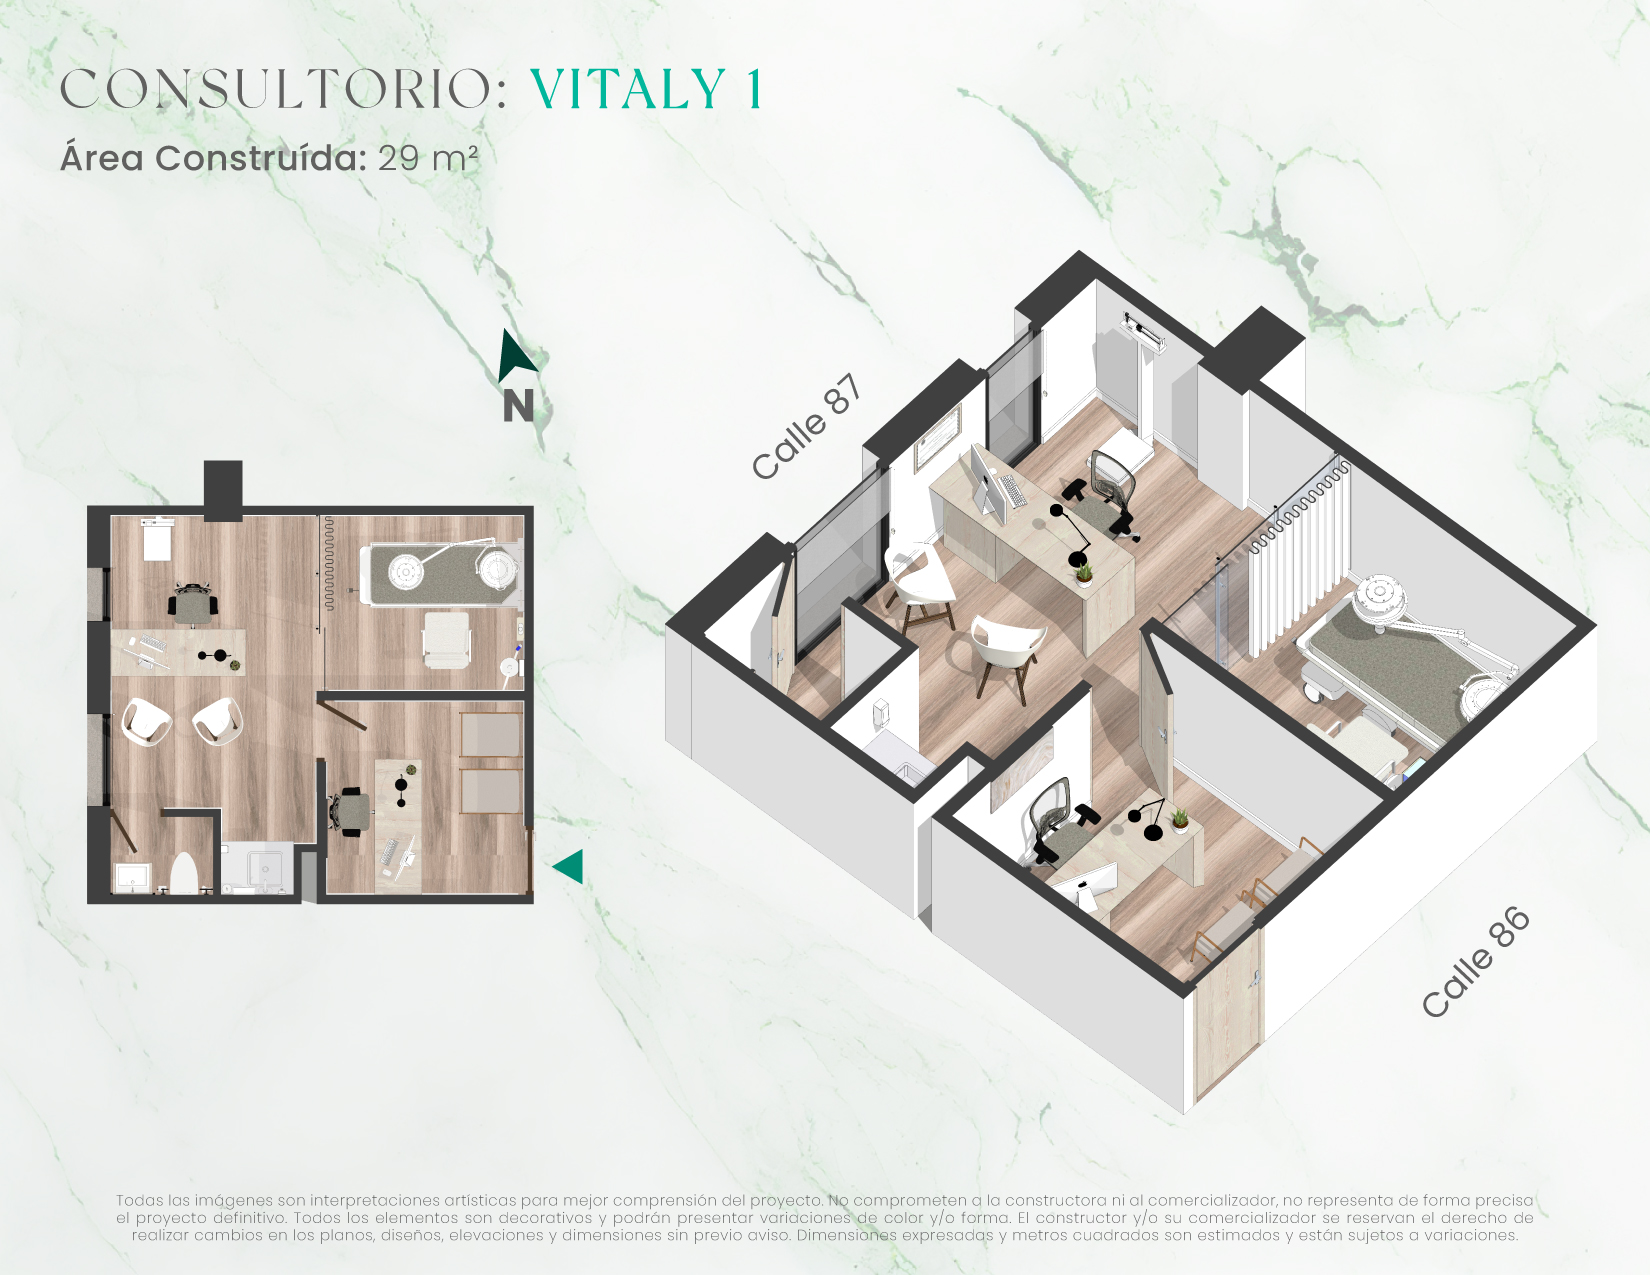 CONSULTORIO: VITALY 1
Área Construída: 29 m²
N
Calle 87
Calle 86
Todas las imágenes son interpretaciones artísticas para mejor comprensión del proyecto. No comprometen a la constructora ni al comercializador, no representa de forma precisa
el proyecto definitivo. Todos los elementos son decorativos y podrán presentar variaciones de color y/o forma. El constructor y/o su comercializador se reservan el derecho de
realizar cambios en los planos, diseños, elevaciones y dimensiones sin previo aviso. Dimensiones expresadas y metros cuadrados son estimados y están sujetos a variaciones.